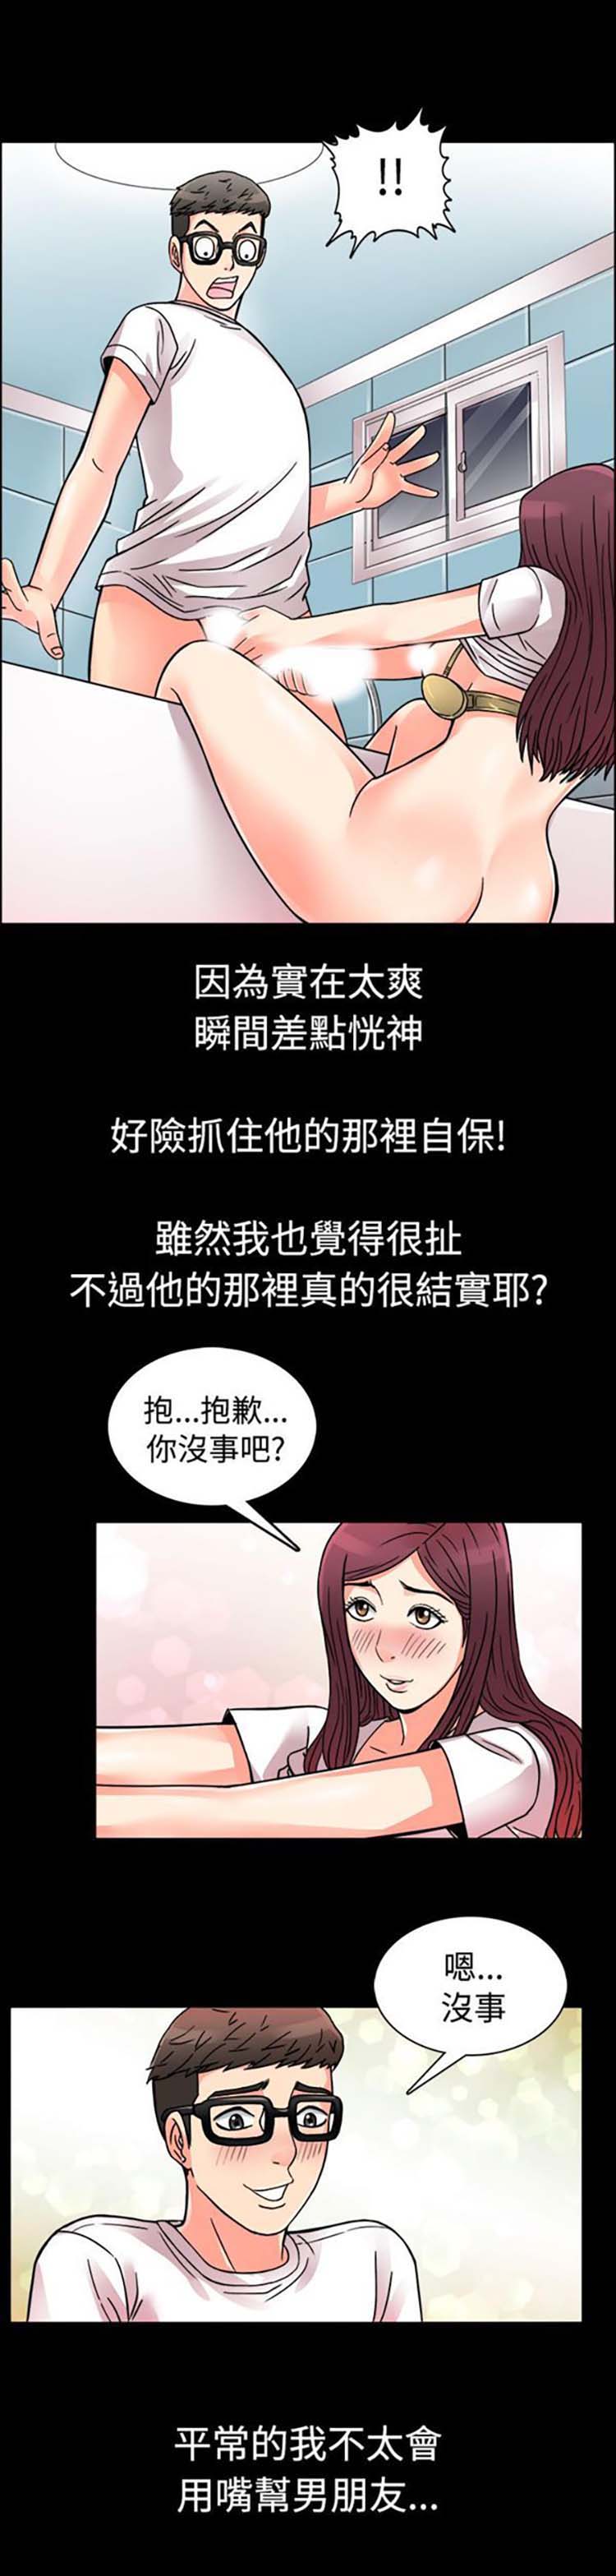 !!
因為實在太爽
瞬間差點恍神
好險抓住他的那裡自保!
雖然我也覺得很扯
不過他的那裡真的很結實耶?
抱...抱歉...
你沒事吧?
嗯...
沒事
平常的我不太會
用嘴幫男朋友...